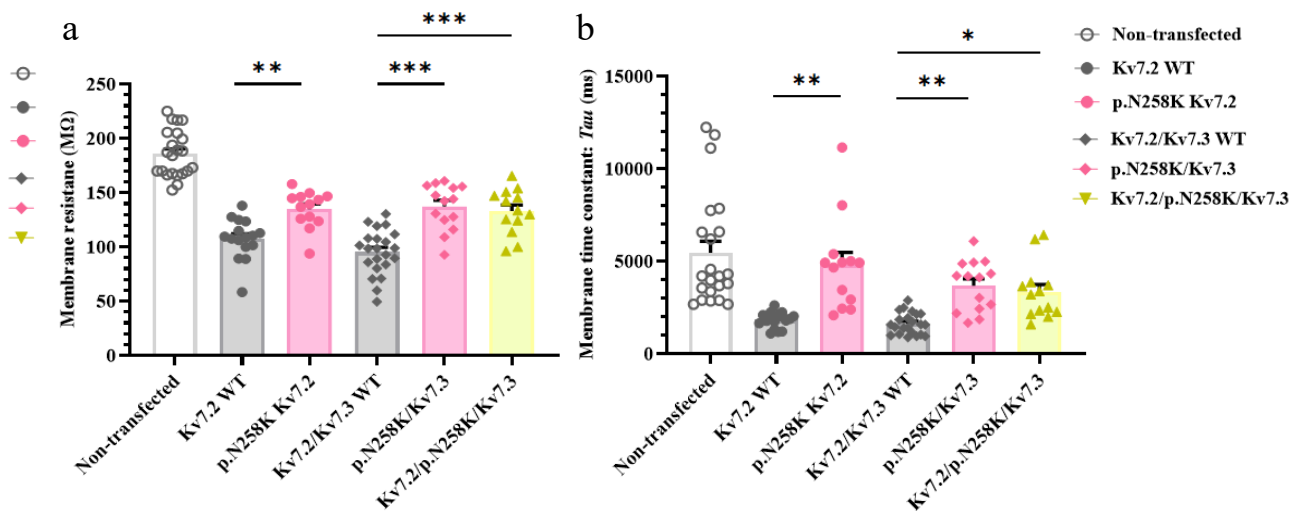 a
***
**
***
Membrane resistane (MΩ)
250
200
150
100
50
0
Non-transfected
Kv7.2 WT
p.N258K Kv7.2
Kv7.2/Kv7.3 WT
p.N258K/Kv7.3
Kv7.2/p.N258K/Kv7.3
b
*
**
**
Membrane time constant: Tau (ms)
15000
10000
5000
0
Non-transfected
Kv7.2 WT
p.N258K Kv7.2
Kv7.2/Kv7.3 WT
p.N258K/Kv7.3
Kv7.2/p.N258K/Kv7.3
Non-transfected
Kv7.2 WT
p.N258K Kv7.2
Kv7.2/Kv7.3 WT
p.N258K/Kv7.3
Kv7.2/p.N258K/Kv7.3